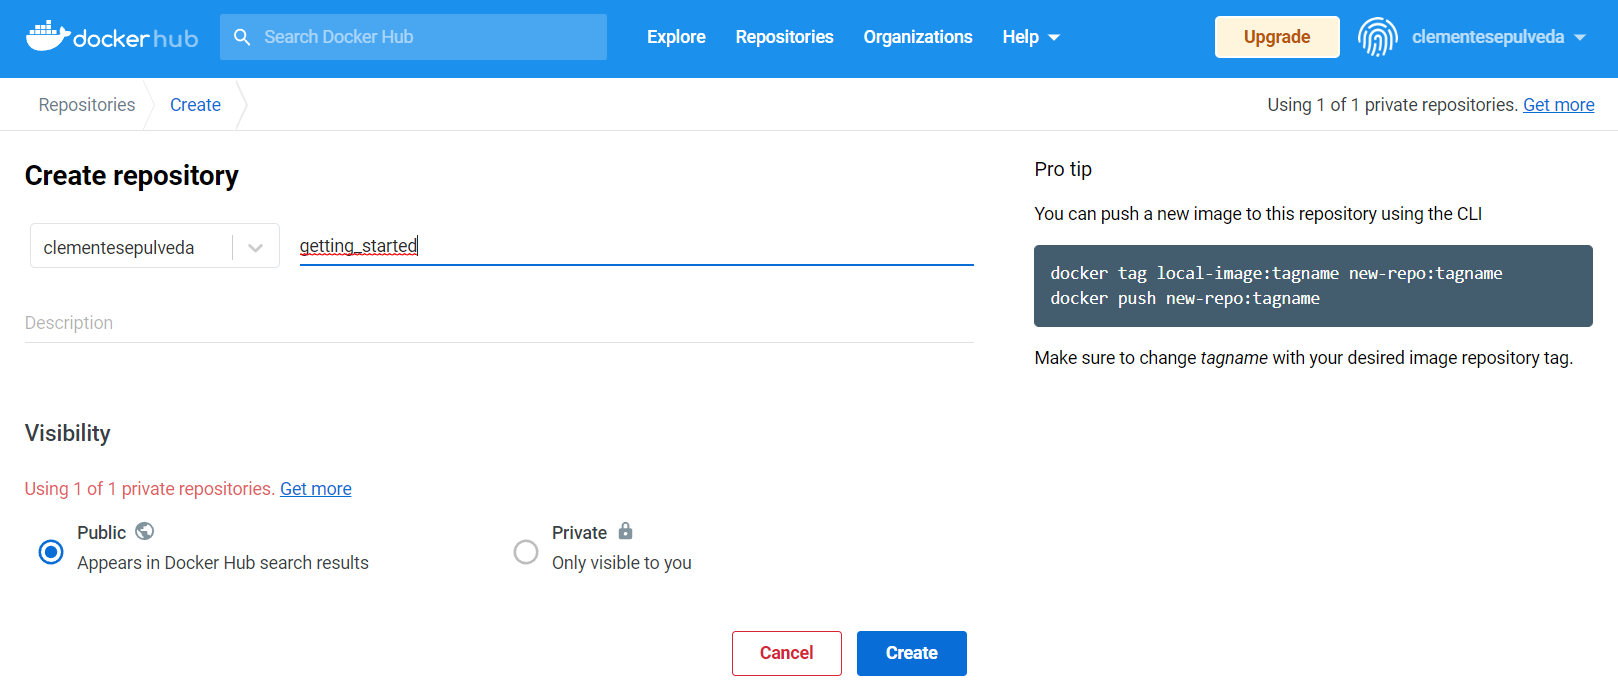 docker hub
Search Docker Hub
Explore Repositories Organizations Help
Upgrade
clementesepulveda
Repositories Create
Using 1 of 1 private repositories. Get more
Create repository
clementesepulveda
getting_started
Description
Visibility
Using 1 of 1 private repositories. Get more
Public
Appears in Docker Hub search results
Private
Only visible to you
Cancel
Create
Pro tip
You can push a new image to this repository using the CLI
docker tag local-image:tagname new-repo:tagname
docker push new-repo:tagname
Make sure to change tagname with your desired image repository tag.